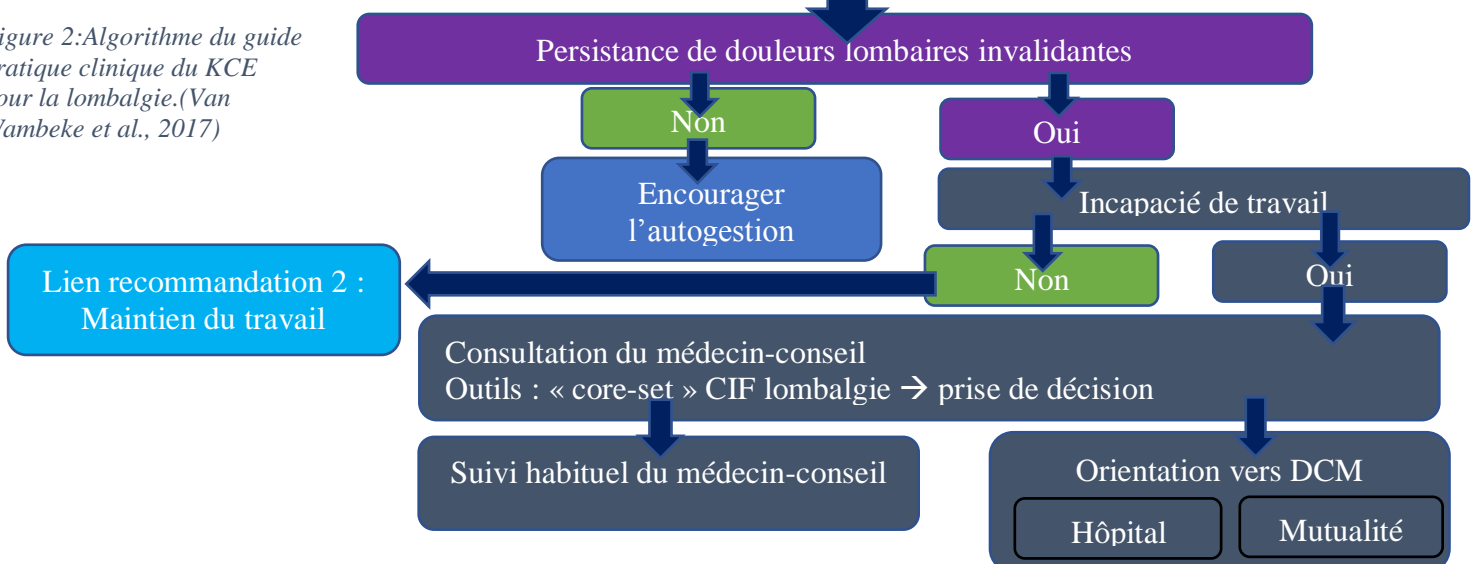 igure 2:Algorithme du guide
ratique clinique du KCE
our la lombalgie.(Van
Wambeke et al., 2017)
Persistance de douleurs lombaires invalidantes
Non
Oui
Encourager
l’autogestion
Incapacié de travail
Lien recommandation 2 :
Maintien du travail
Non
Oui
Consultation du médecin-conseil
Outils : « core-set » CIF lombalgie → prise de décision
Suivi habituel du médecin-conseil
Orientation vers DCM
Hôpital
Mutualité